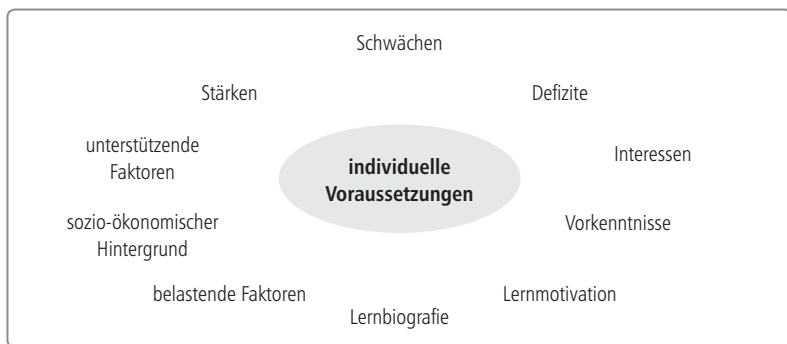 Schwächen
Stärken
Defizite
unterstützende
Faktoren
individuelle
Voraussetzungen
Interessen
sozio-ökonomischer
Hintergrund
Vorkenntnisse
belastende Faktoren
Lernmotivation
Lernbiografie